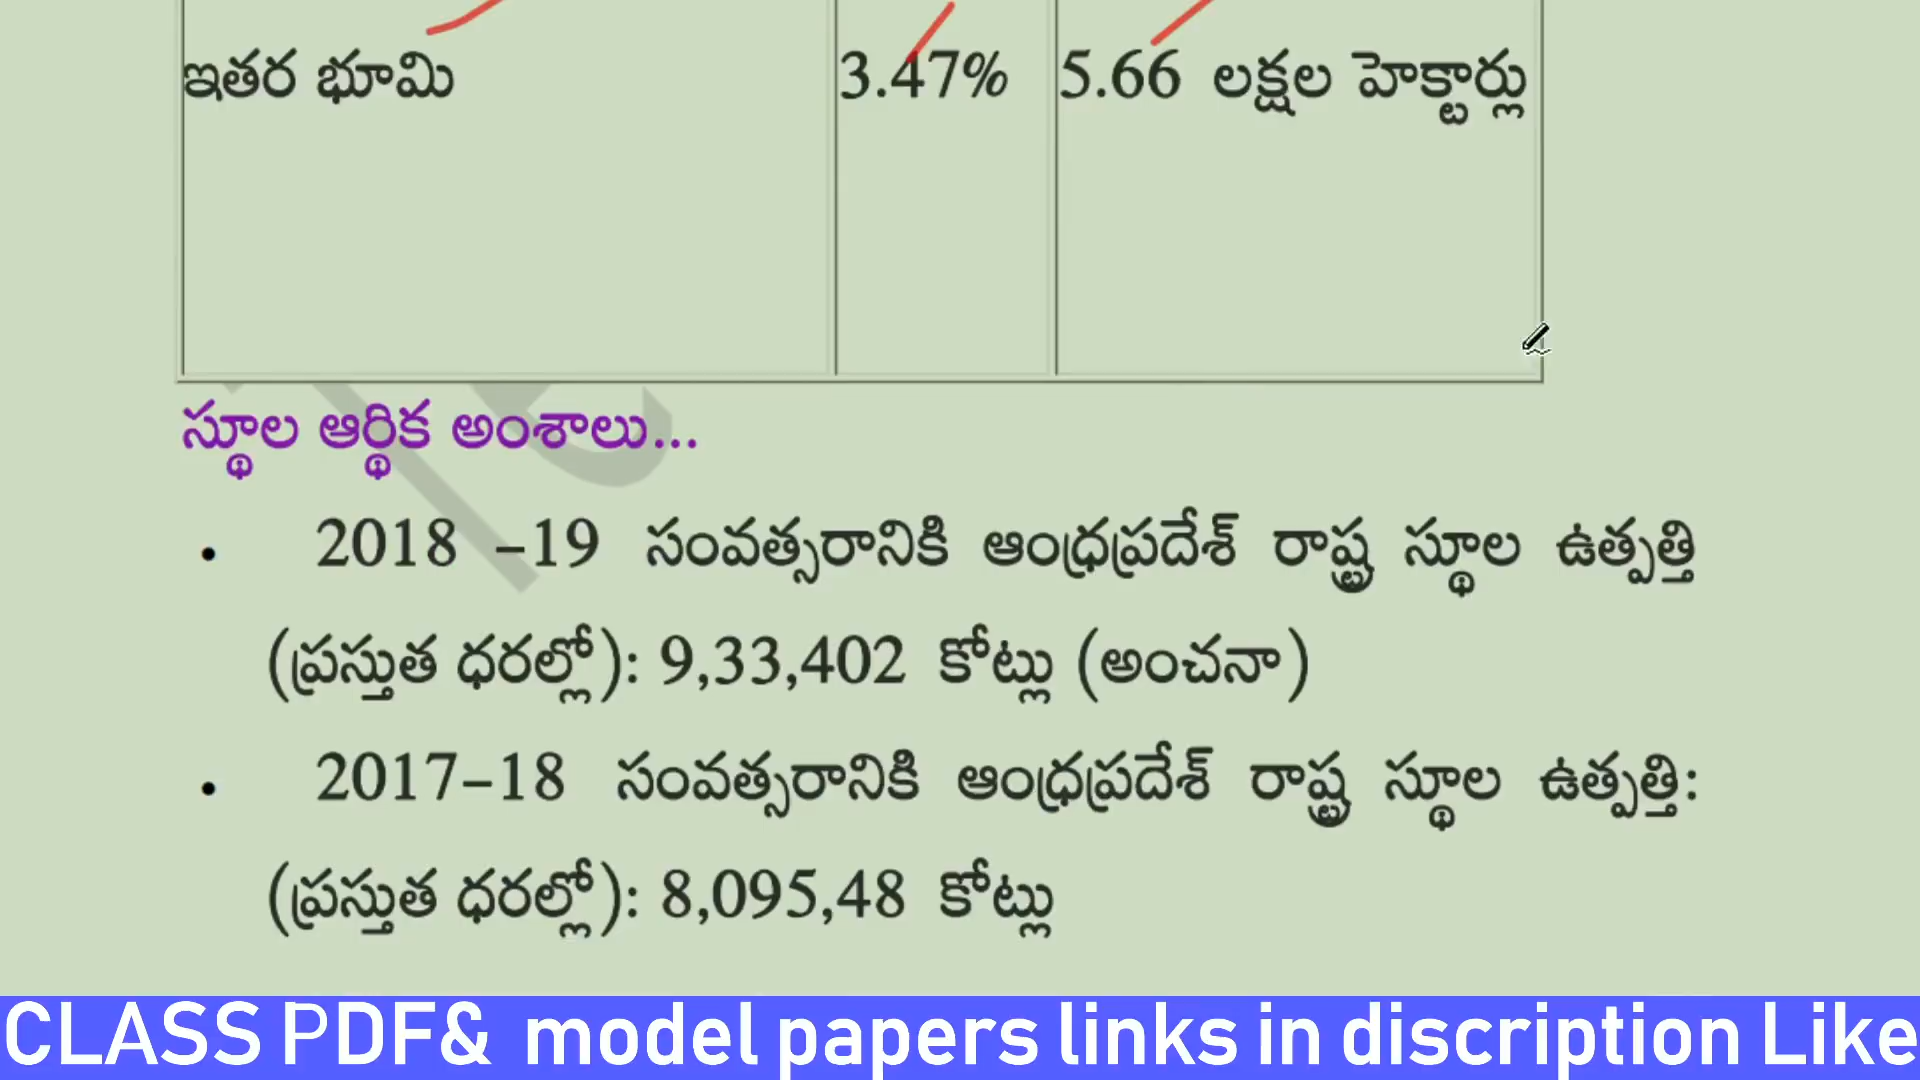 ఇతర భూమి 3.47% 5.66 లక్షల హెక్టార్లు
స్థూల ఆర్థిక అంశాలు...
• 2018 –19 సంవత్సరానికి ఆంధ్రప్రదేశ్ రాష్ట్ర స్థూల ఉత్పత్తి
(ప్రస్తుత ధరల్లో): 9,33,402 కోట్లు (అంచనా)
• 2017–18 సంవత్సరానికి ఆంధ్రప్రదేశ్ రాష్ట్ర స్థూల ఉత్పత్తి:
(ప్రస్తుత ధరల్లో): 8,095,48 కోట్లు
CLASS PDF& model papers links in discription Like